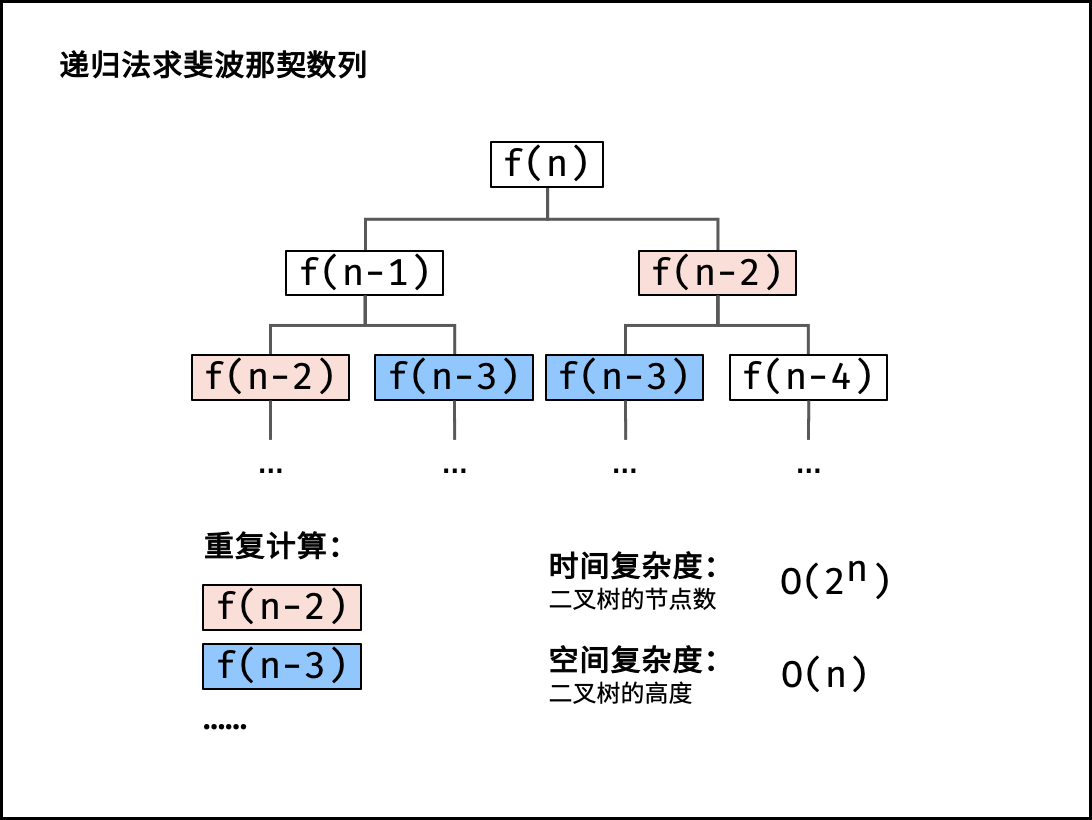 递归法求斐波那契数列
f(n)
f(n-1)
f(n-2)
f(n-2)
f(n-3)
f(n-3)
f(n-4)
...
...
...
...
重复计算：
f(n-2)
f(n-3)
……
时间复杂度：
二叉树的节点数
O(2ⁿ)
空间复杂度：
二叉树的高度
O(n)